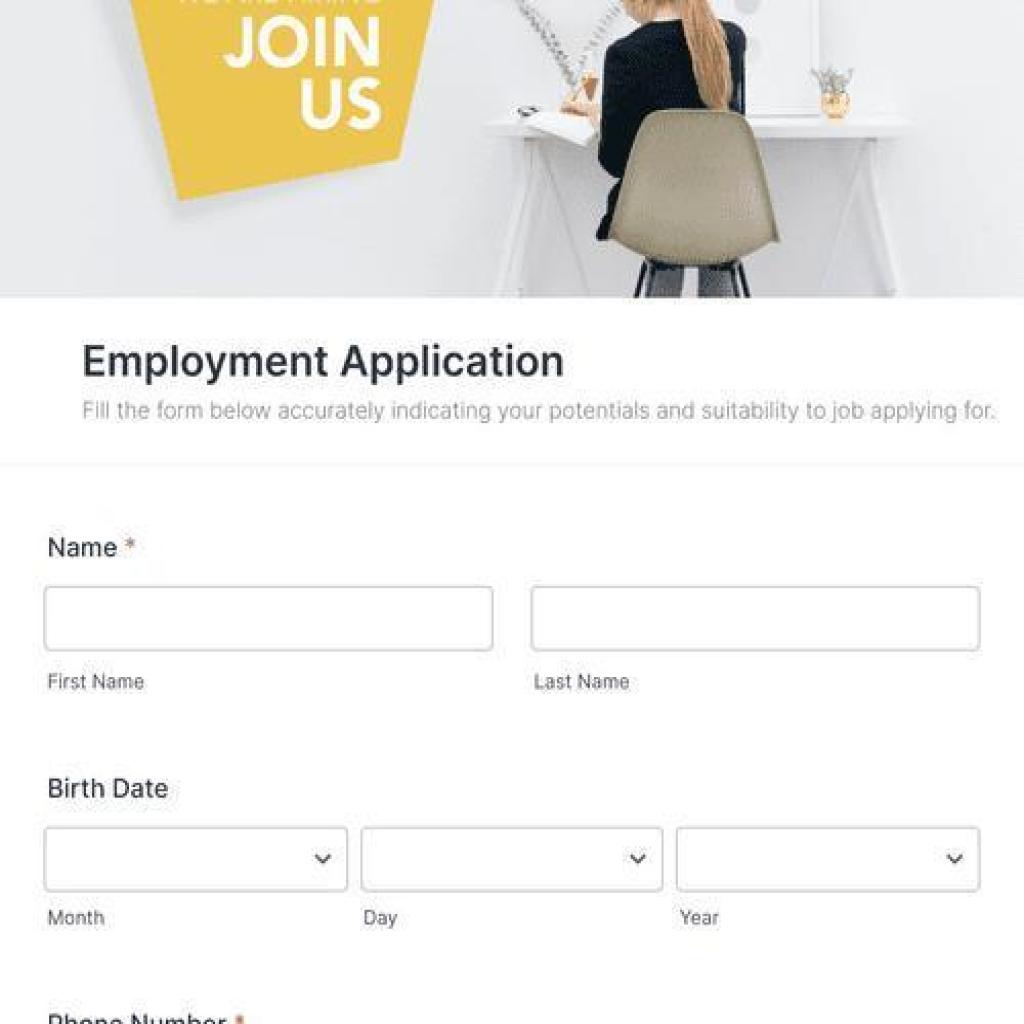 JOIN
US
Employment Application
Fill the form below accurately indicating your potentials and suitability to job applying for.
Name *
First Name
Last Name
Birth Date
Month
Day
Year
Phone Number *